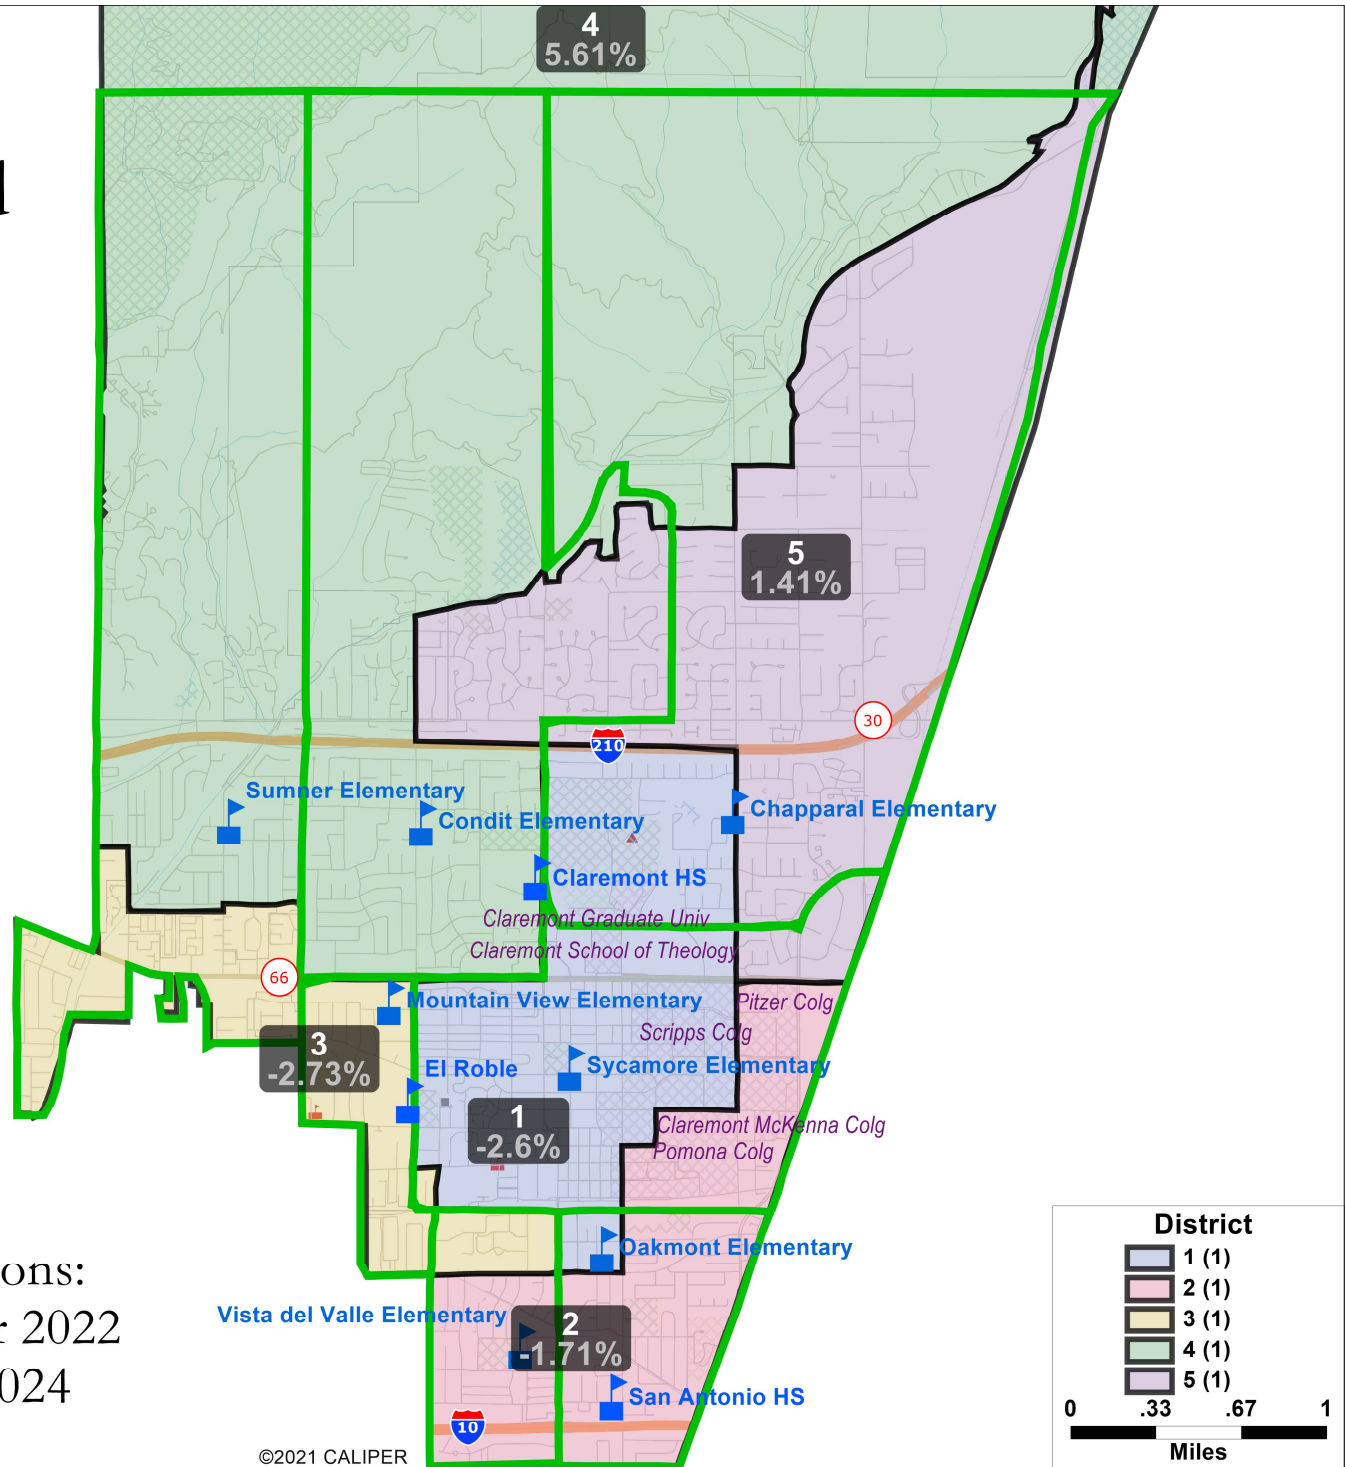 4
5.61%
5
1.41%
30
210
Sumner Elementary
Condit Elementary
Chapparal Elementary
Claremont HS
Claremont Graduate Univ
Claremont School of Theology
66
Mountain View Elementary
Pitzer Colg
Scripps Colg
3
-2.73%
El Roble
Sycamore Elementary
1
-2.6%
Claremont McKenna Colg
Pomona Colg
Oakmont Elementary
Vista del Valle Elementary
2
-1.71%
San Antonio HS
10
ons:
2022
024
©2021 CALIPER
District
1 (1)
2 (1)
3 (1)
4 (1)
5 (1)
0 .33 .67 1
Miles